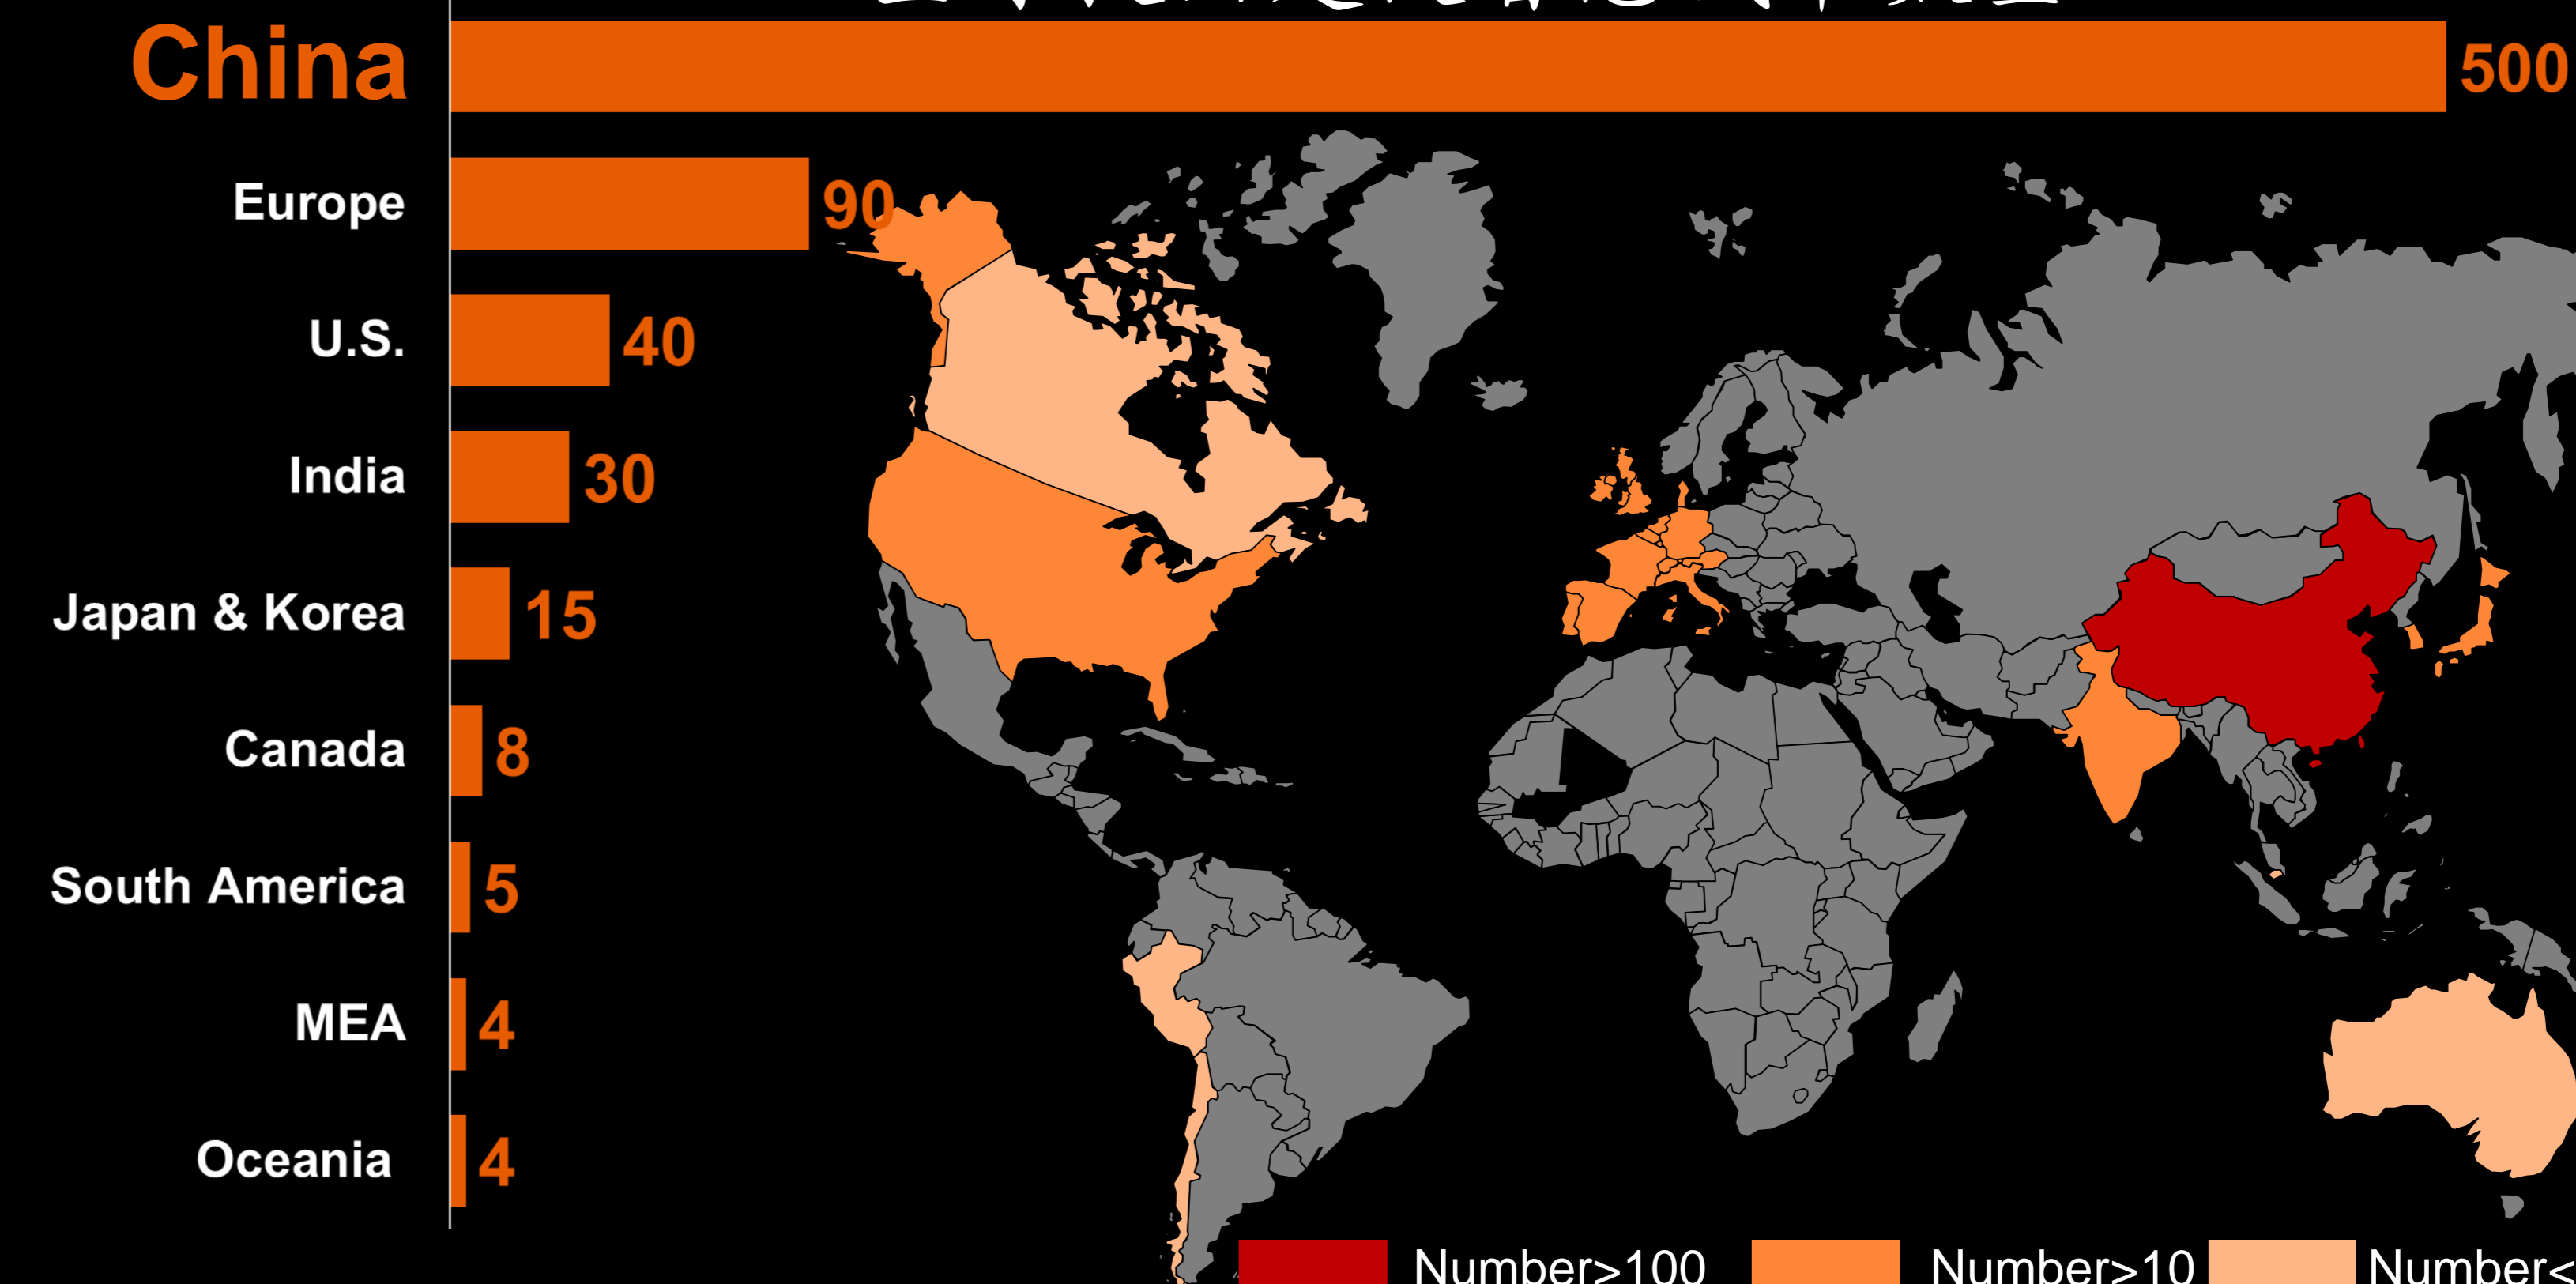 China 500
Europe 90
U.S. 40
India 30
Japan & Korea 15
Canada 8
South America 5
MEA 4
Oceania 4
Number>100 Number>10 Number<